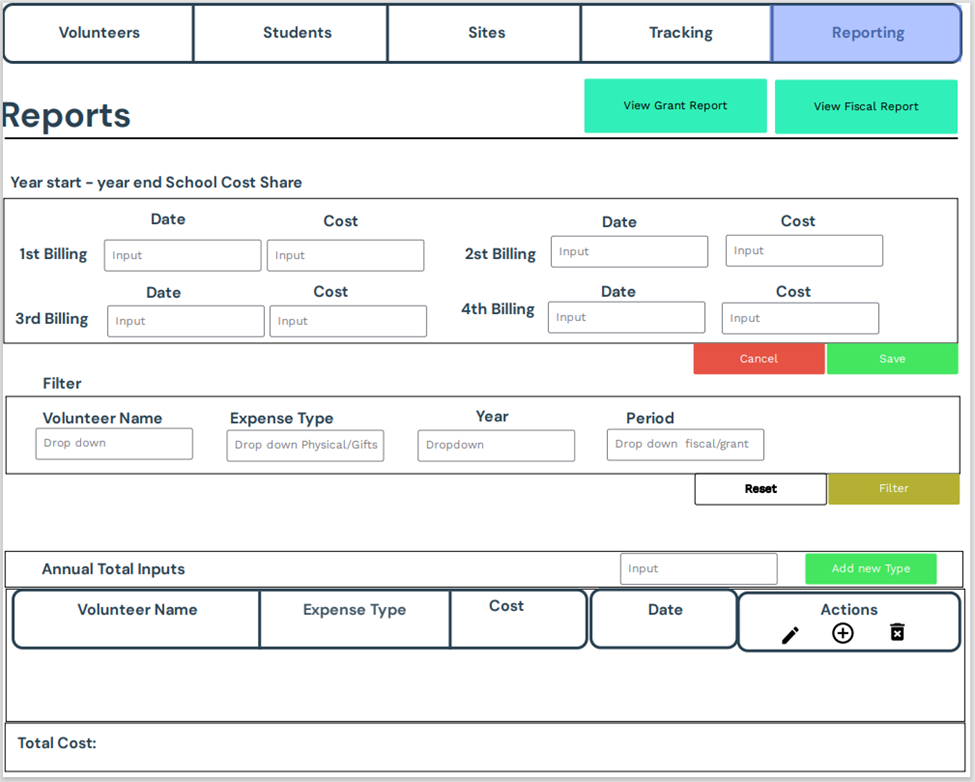 Volunteers Students Sites Tracking Reporting
Reports
View Grant Report View Fiscal Report
Year start - year end School Cost Share
Date Cost Date Cost
1st Billing Input Input 2st Billing Input Input
Date Cost Date Cost
3rd Billing Input Input 4th Billing Input Input
Cancel Save
Filter
Volunteer Name Expense Type Year Period
Drop down Drop down Physical/Gifts Dropdown Drop down fiscal/grant
Reset Filter
Annual Total Inputs Input Add new Type
Volunteer Name Expense Type Cost Date Actions
Total Cost: